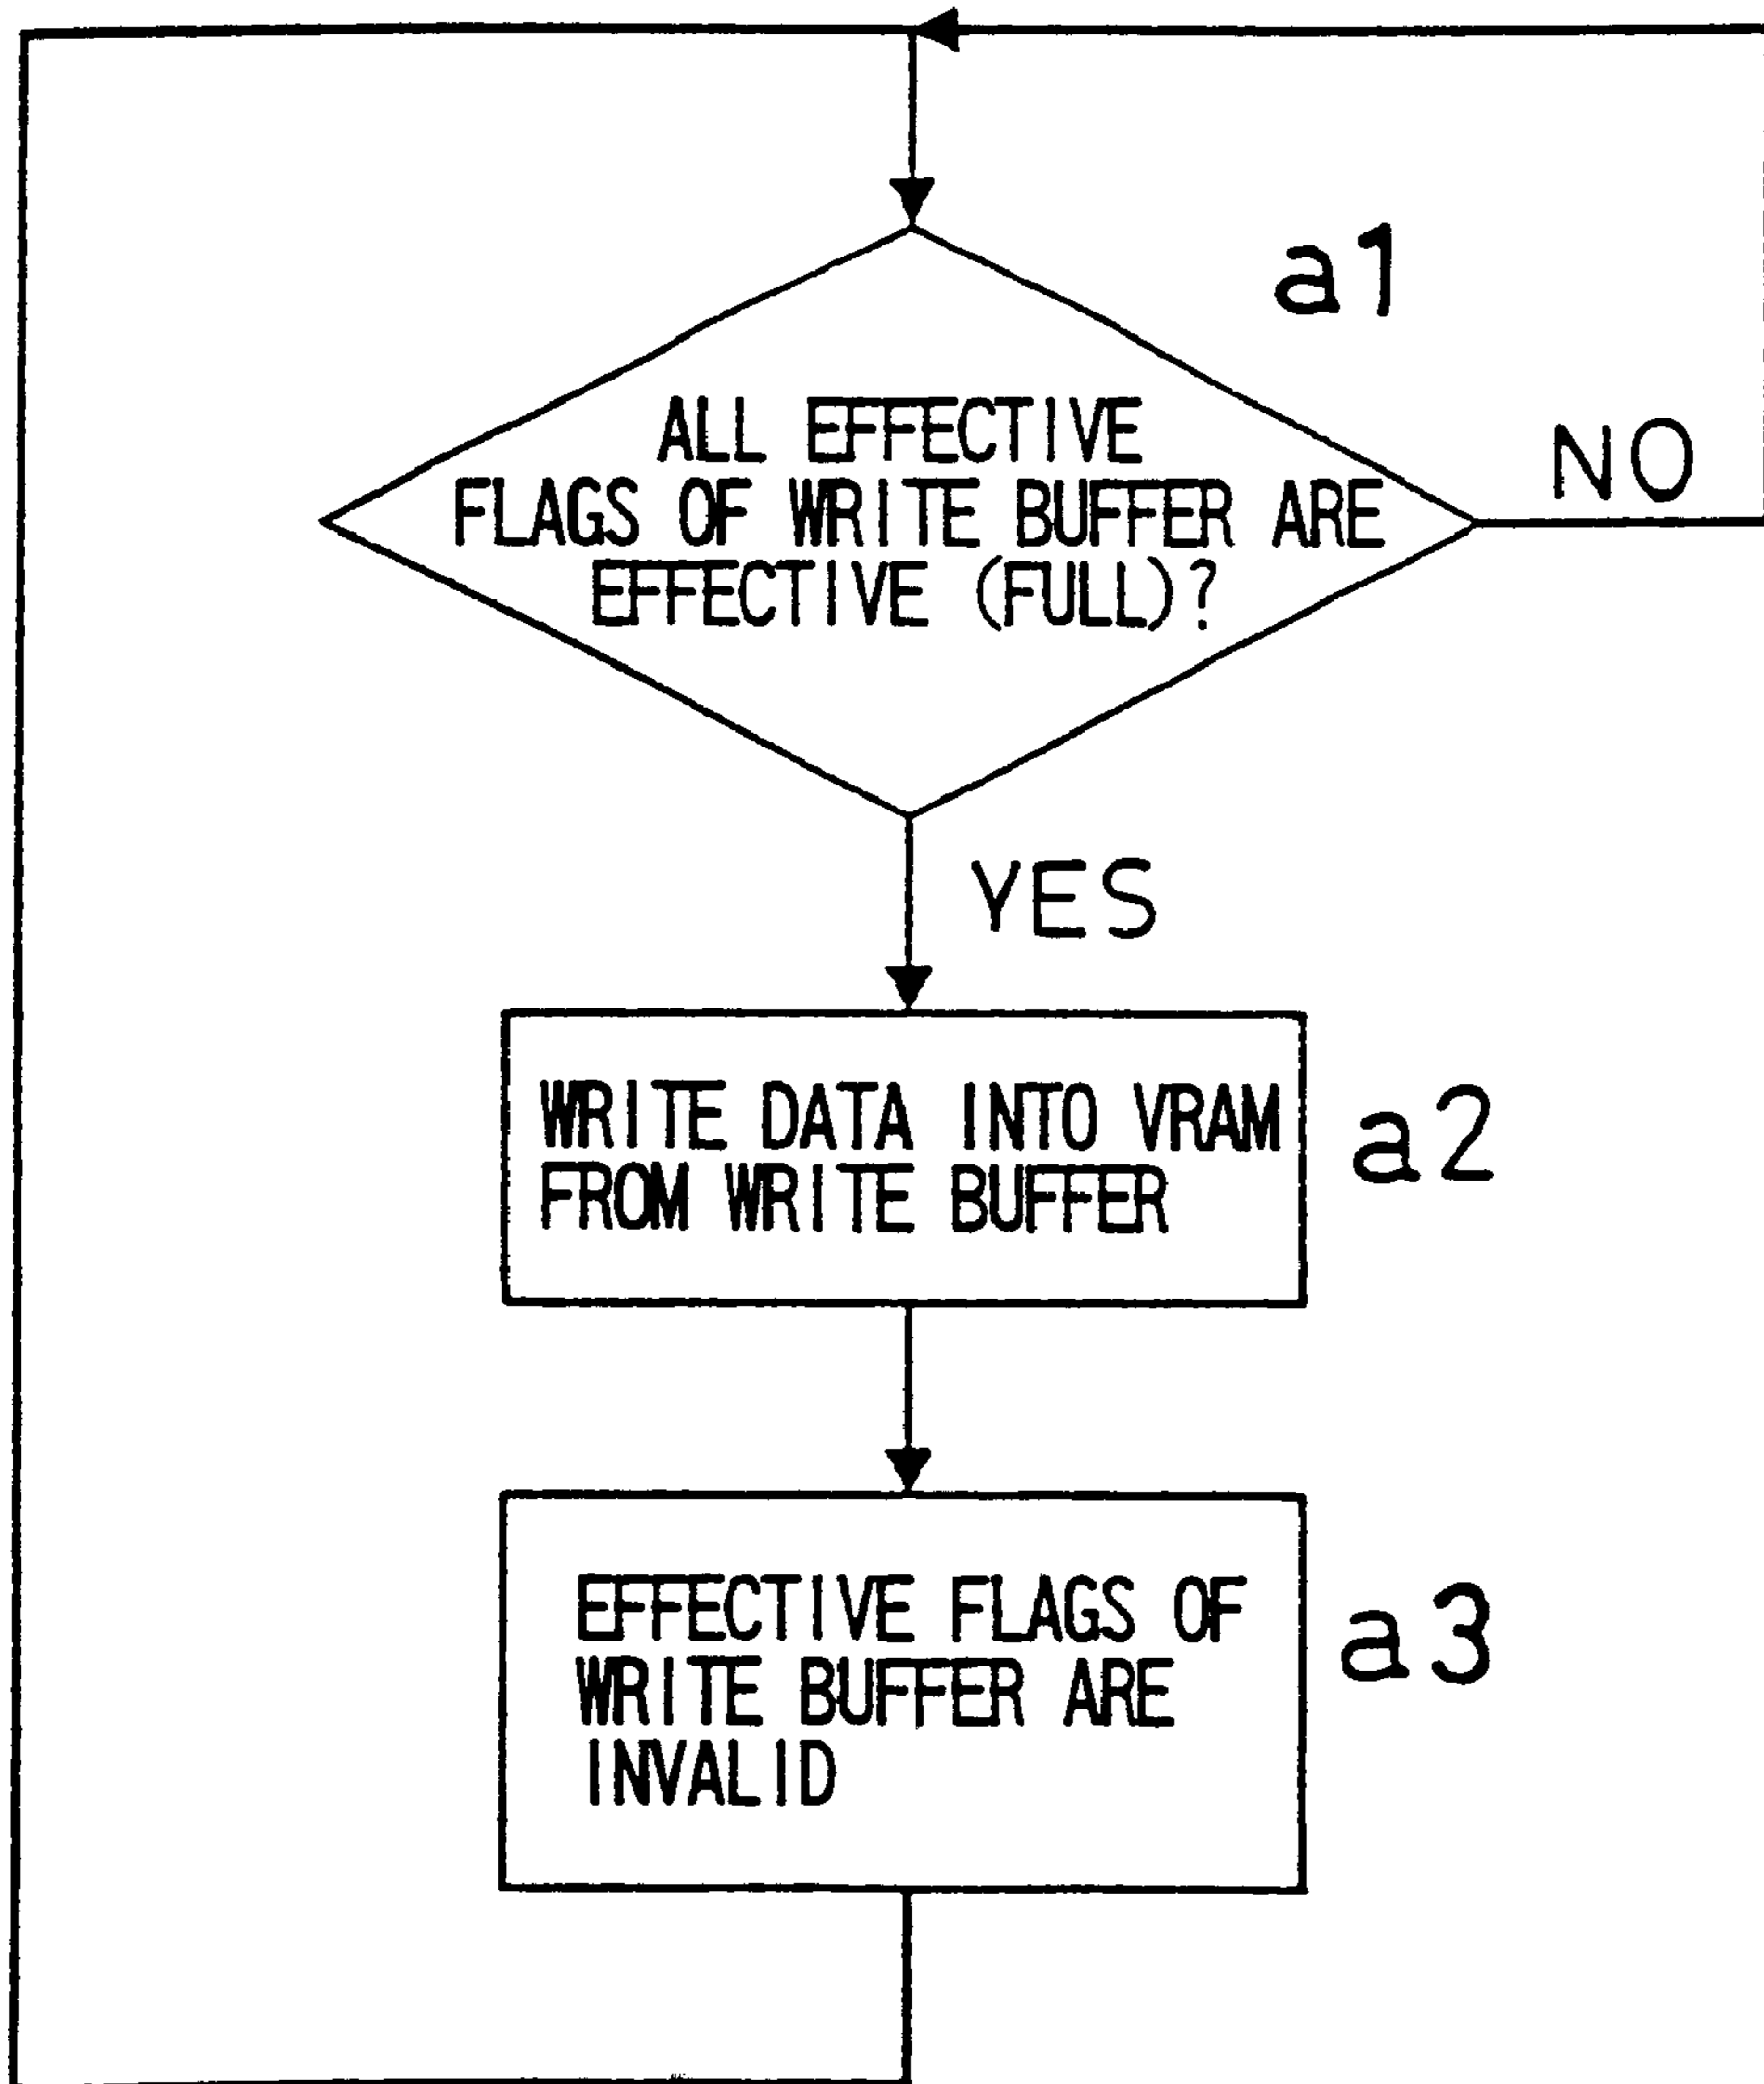 a1
ALL EFFECTIVE
FLAGS OF WRITE BUFFER ARE
EFFECTIVE (FULL)?
NO
YES
WRITE DATA INTO VRAM
FROM WRITE BUFFER
a2
EFFECTIVE FLAGS OF
WRITE BUFFER ARE
INVALID
a3